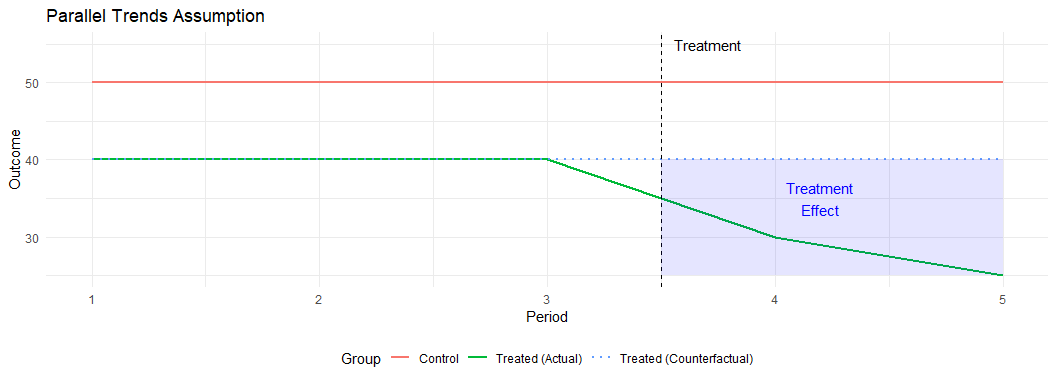 Parallel Trends Assumption
Treatment
50
40
30
Outcome
Treatment
Effect
1 2 3 4 5
Period
Group Control Treated (Actual) Treated (Counterfactual)